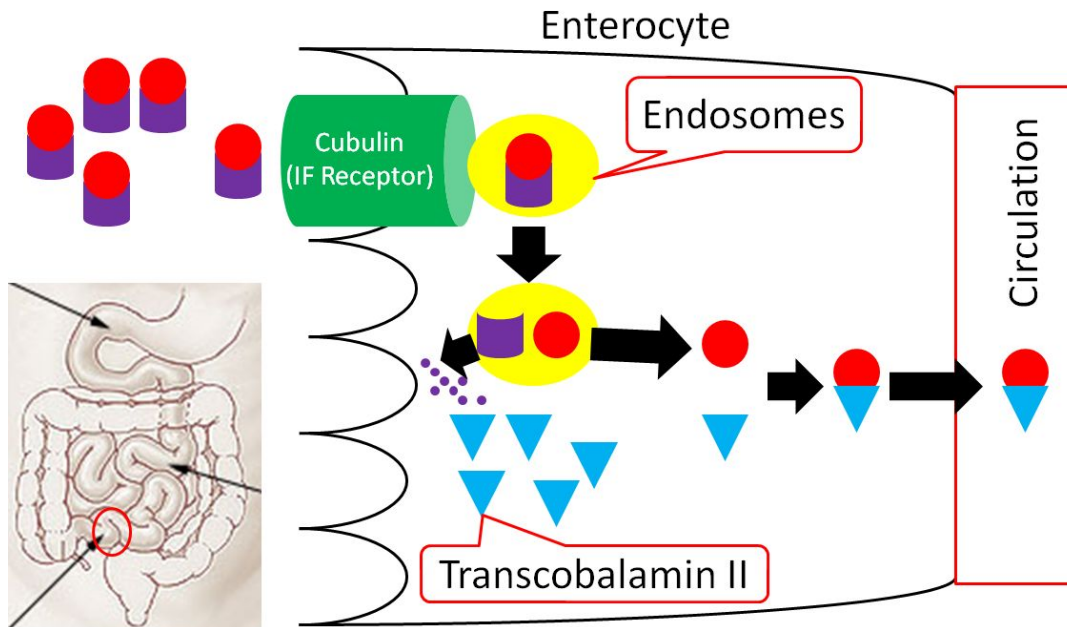 Enterocyte
Cubulin
(IF Receptor)
Endosomes
Circulation
Transcobalamin II